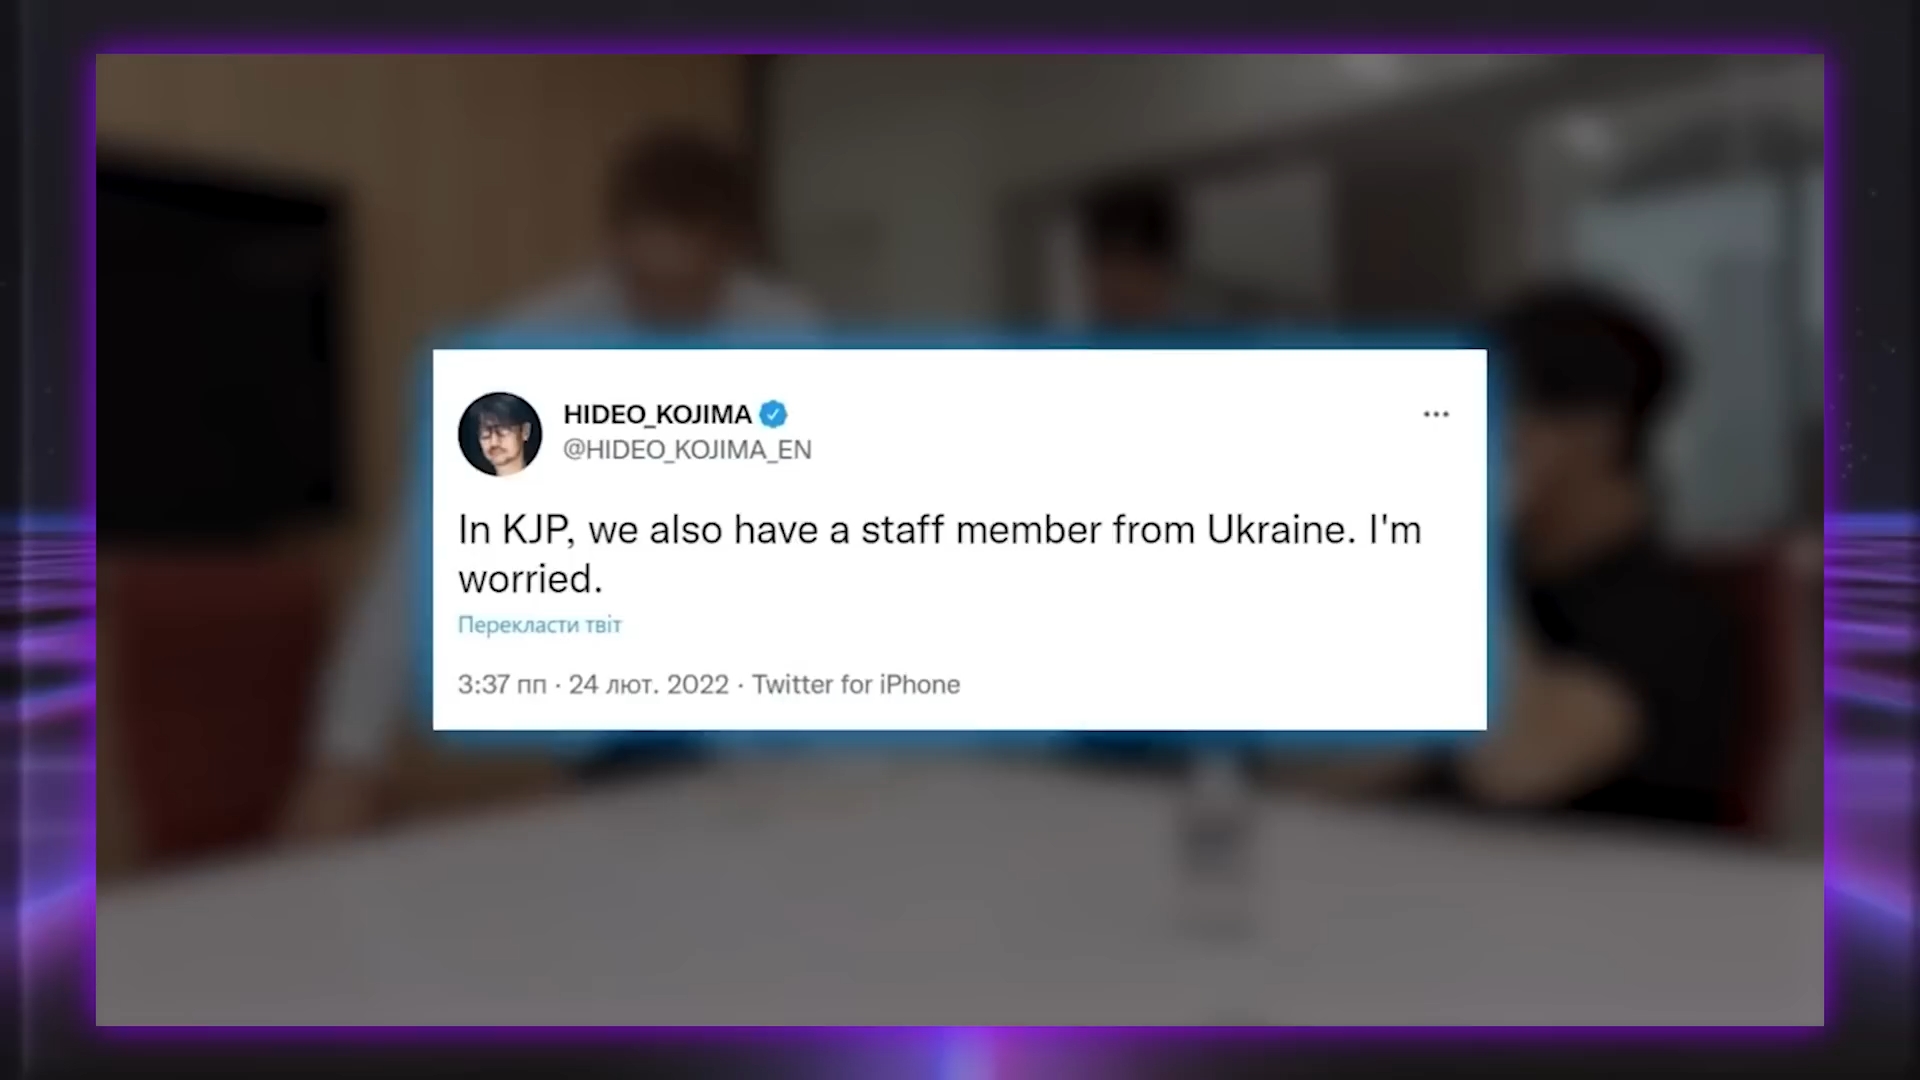 HIDEO_KOJIMA
@HIDEO_KOJIMA_EN
In KJP, we also have a staff member from Ukraine. I'm
worried.
Перекласти твіт
3:37 пп · 24 лют. 2022 · Twitter for iPhone